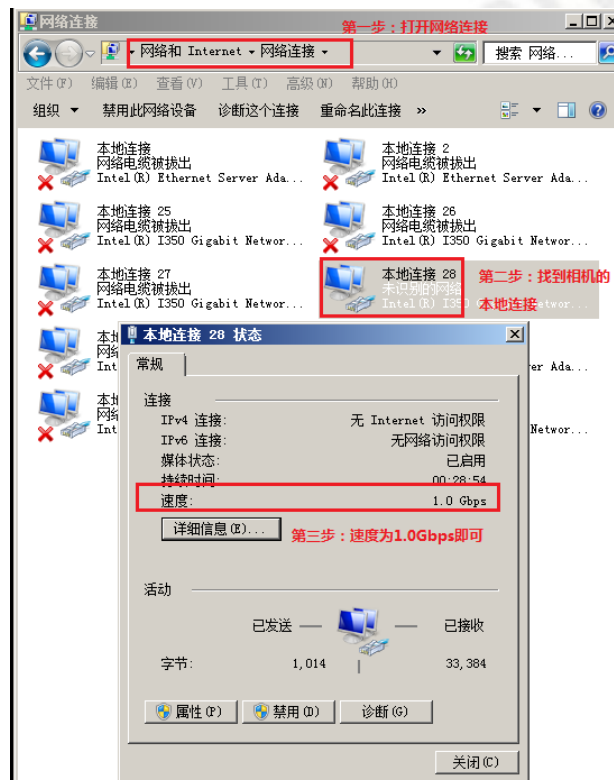 网络连接
第一步：打开网络连接
网络和 Internet 网络连接
搜索 网络...
文件(F) 编辑(E) 查看(V) 工具(T) 高级(N) 帮助(H)
组织 禁用此网络设备 诊断这个连接 重命名此连接 »
本地连接
网络电缆被拔出
Intel(R) Ethernet Server Ada...
本地连接 2
网络电缆被拔出
Intel(R) Ethernet Server Ada...
本地连接 25
网络电缆被拔出
Intel(R) I350 Gigabit Networ...
本地连接 26
网络电缆被拔出
Intel(R) I350 Gigabit Networ...
本地连接 27
网络电缆被拔出
Intel(R) I350 Gigabit Networ...
本地连接 28
未识别的网络
Intel(R) I350
etwor...
第二步：找到相机的
本地连接
er Ada...
Networ...
本地连接 28 状态
常规
连接
IPv4 连接: 无 Internet 访问权限
IPv6 连接: 无网络访问权限
媒体状态: 已启用
持续时间: 00:28:54
速度: 1.0 Gbps
详细信息(E)...
第三步：速度为1.0Gbps即可
活动
已发送 — — 已接收
字节: 1,014 | 33,384
属性(P) 禁用(D) 诊断(G)
关闭(C)